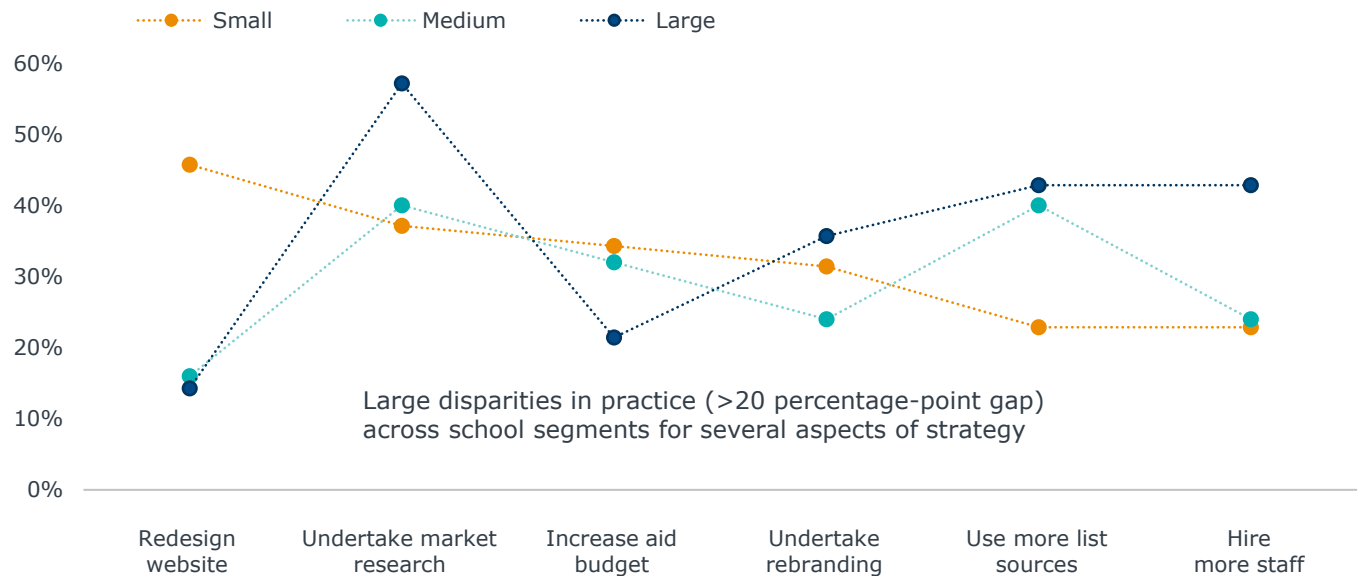 Small Medium Large
60%
50%
40%
30%
20%
10%
0%
Large disparities in practice (>20 percentage-point gap)
across school segments for several aspects of strategy
Redesign
website
Undertake market
research
Increase aid
budget
Undertake
rebranding
Use more list
sources
Hire
more staff